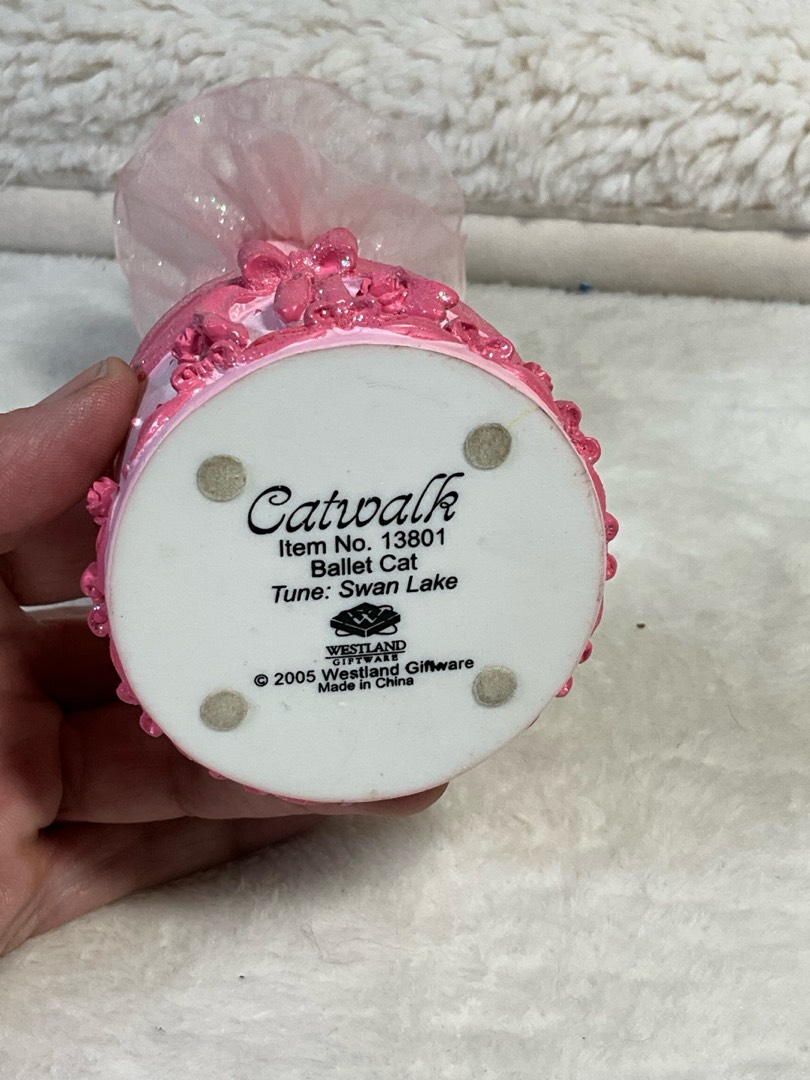 Catwalk
Item No. 13801
Ballet Cat
Tune: Swan Lake
W
WESTLAND
GIFTWARE
© 2005 Westland Giftware
Made in China